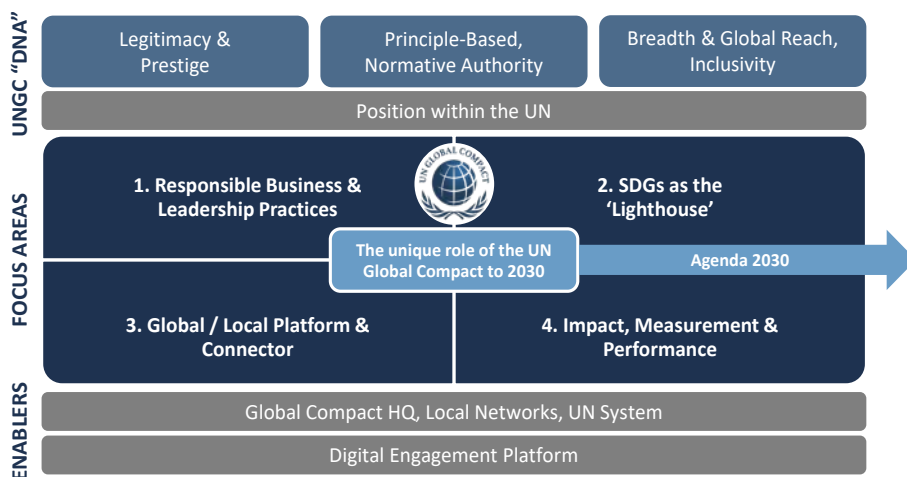 UNGC "DNA"
Legitimacy &
Prestige
Principle-Based,
Normative Authority
Breadth & Global Reach,
Inclusivity
Position within the UN
FOCUS AREAS
UN GLOBAL COMPACT
1. Responsible Business &
Leadership Practices
2. SDGs as the
'Lighthouse'
The unique role of the UN
Global Compact to 2030
Agenda 2030
3. Global / Local Platform &
Connector
4. Impact, Measurement &
Performance
ENABLERS
Global Compact HQ, Local Networks, UN System
Digital Engagement Platform